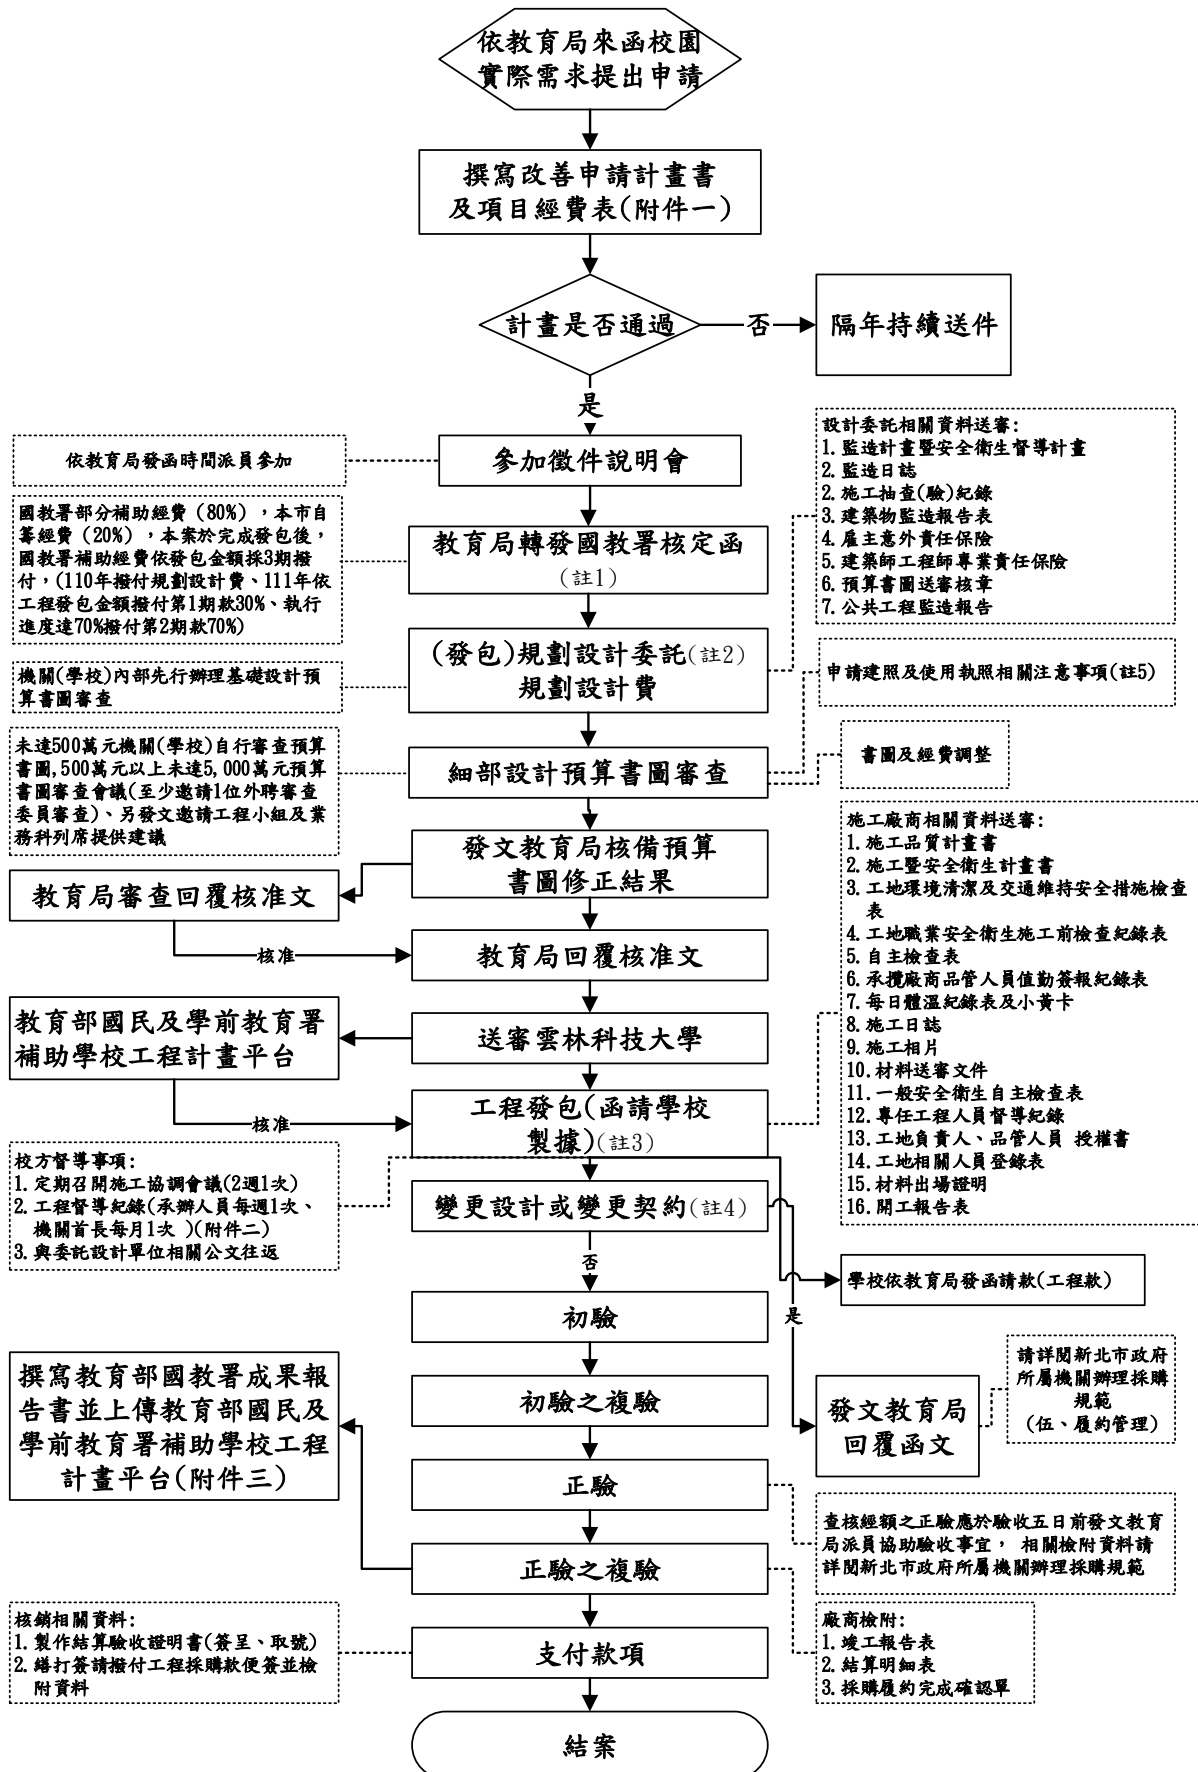 依教育局來函校園
實際需求提出申請
撰寫改善申請計畫書
及項目經費表(附件一)
計畫是否通過
否
隔年持續送件
是
參加徵件說明會
依教育局發函時間派員參加
設計委託相關資料送審:
1. 監造計畫暨安全衛生督導計畫
2. 監造日誌
2. 施工抽查(驗)紀錄
3. 建築物監造報告表
4. 雇主意外責任保險
5. 建築師工程師專業責任保險
6. 預算書圖送審核章
7. 公共工程監造報告
國教署部分補助經費(80%),本市自
籌經費(20%),本案於完成發包後,
國教署補助經費依發包金額採3期撥
付,(110年撥付規劃設計費、111年依
工程發包金額撥付第1期款30%、執行
進度達70%撥付第2期款70%)
教育局轉發國教署核定函
(註1)
(發包)規劃設計委託(註2)
規劃設計費
機關(學校)內部先行辦理基礎設計預
算書圖審查
申請建照及使用執照相關注意事項(註5)
書圖及經費調整
未達500萬元機關(學校)自行審查預算
書圖,500萬元以上未達5,000萬元預算
書圖審查會議(至少邀請1位外聘審查
委員審查)、另發文邀請工程小組及業
務科列席提供建議
細部設計預算書圖審查
發文教育局核備預算
書圖修正結果
教育局審查回覆核准文
核准
教育局回覆核准文
施工廠商相關資料送審:
1. 施工品質計畫書
2. 施工暨安全衛生計畫書
3. 工地環境清潔及交通維持安全措施檢查
表
4. 工地職業安全衛生施工前檢查紀錄表
5. 自主檢查表
6. 承攬廠商品管人員值勤簽報紀錄表
7. 每日體溫紀錄表及小黃卡
8. 施工日誌
9. 施工相片
10. 材料送審文件
11. 一般安全衛生自主檢查表
12. 專任工程人員督導紀錄
13. 工地負責人、品管人員 授權書
14. 工地相關人員登錄表
15. 材料出場證明
16. 開工報告表
教育部國民及學前教育署
補助學校工程計畫平台
送審雲林科技大學
核准
工程發包(函請學校
製據)(註3)
校方督導事項:
1. 定期召開施工協調會議(2週1次)
2. 工程督導紀錄(承辦人員每週1次、
機關首長每月1次 )(附件二)
3. 與委託設計單位相關公文往返
變更設計或變更契約(註4)
否
學校依教育局發函請款(工程款)
是
初驗
初驗之複驗
撰寫教育部國教署成果報
告書並上傳教育部國民及
學前教育署補助學校工程
計畫平台(附件三)
發文教育局
回覆函文
請詳閱新北市政府
所屬機關辦理採購
規範
(伍、履約管理)
正驗
查核經額之正驗應於驗收五日前發文教育
局派員協助驗收事宜, 相關檢附資料請
詳閱新北市政府所屬機關辦理採購規範
正驗之複驗
廠商檢附:
1. 竣工報告表
2. 結算明細表
3. 採購履約完成確認單
核銷相關資料:
1. 製作結算驗收證明書(簽呈、取號)
2. 繕打簽請撥付工程採購款便簽並檢
附資料
支付款項
結案